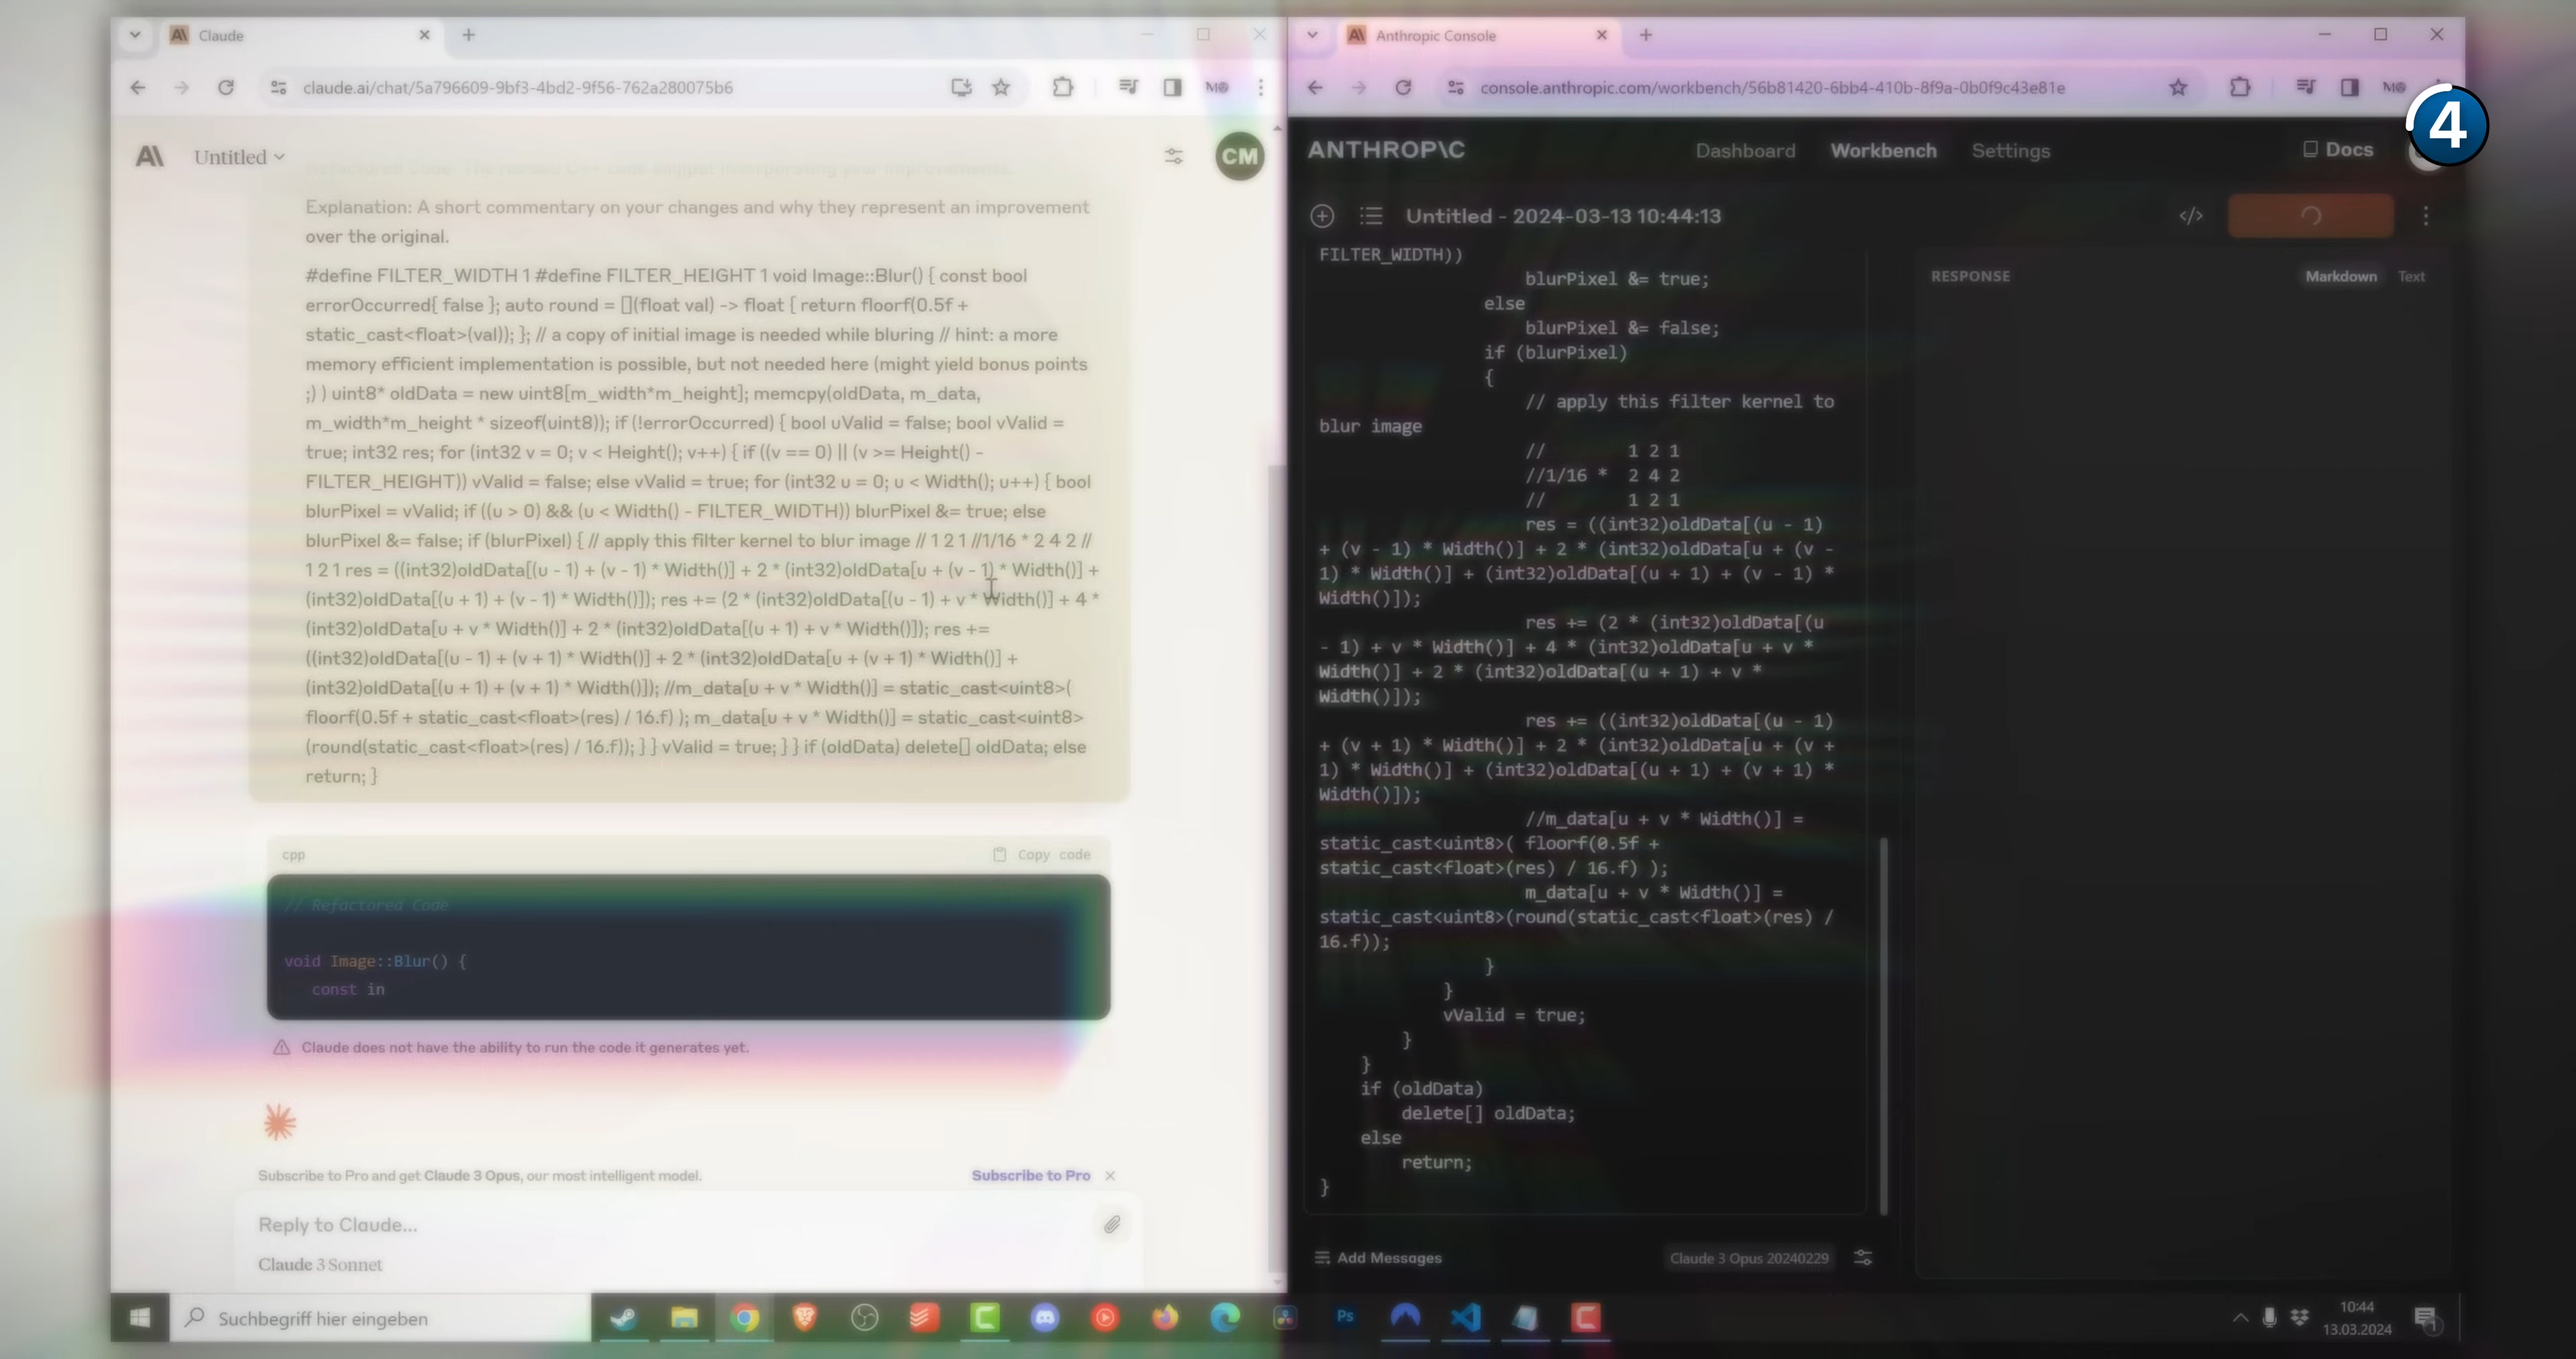 Claude
claude.ai/chat/5a796609-9bf3-4bd2-9f56-762a280075b6
Untitled
CM
Explanation: A short commentary on your changes and why they represent an improvement
over the original.
#define FILTER_WIDTH 1 #define FILTER_HEIGHT 1 void Image::Blur() { const bool
errorOccurred{ false }; auto round = [](float val) -> float { return floorf(0.5f +
static_cast<float>(val)); }; // a copy of initial image is needed while bluring // hint: a more
memory efficient implementation is possible, but not needed here (might yield bonus points
;) ) uint8* oldData = new uint8[m_width*m_height]; memcpy(oldData, m_data,
m_width*m_height * sizeof(uint8)); if (!errorOccurred) { bool uValid = false; bool vValid =
true; int32 res; for (int32 v = 0; v < Height(); v++) { if ((v == 0) || (v >= Height() -
FILTER_HEIGHT)) vValid = false; else vValid = true; for (int32 u = 0; u < Width(); u++) { bool
blurPixel = vValid; if ((u > 0) && (u < Width() - FILTER_WIDTH)) blurPixel &= true; else
blurPixel &= false; if (blurPixel) { // apply this filter kernel to blur image // 1 2 1 //1/16 * 2 4 2 //
1 2 1 res = ((int32)oldData[(u - 1) + (v - 1) * Width()] + 2 * (int32)oldData[u + (v - 1) * Width()] +
(int32)oldData[(u + 1) + (v - 1) * Width()]); res += (2 * (int32)oldData[(u - 1) + v * Width()] + 4 *
(int32)oldData[u + v * Width()] + 2 * (int32)oldData[(u + 1) + v * Width()]); res +=
((int32)oldData[(u - 1) + (v + 1) * Width()] + 2 * (int32)oldData[u + (v + 1) * Width()] +
(int32)oldData[(u + 1) + (v + 1) * Width()]); //m_data[u + v * Width()] = static_cast<uint8>(
floorf(0.5f + static_cast<float>(res) / 16.f) ); m_data[u + v * Width()] = static_cast<uint8>
(round(static_cast<float>(res) / 16.f)); } } vValid = true; } } if (oldData) delete[] oldData; else
return; }
cpp
Copy code
// Refactored Code
void Image::Blur() {
const in
Claude does not have the ability to run the code it generates yet.
Subscribe to Pro and get Claude 3 Opus, our most intelligent model.
Subscribe to Pro
Reply to Claude...
Claude 3 Sonnet
Anthropic Console
console.anthropic.com/workbench/56b81420-6bb4-410b-8f9a-0b0f9c43e81e
4
ANTHROP\C
Dashboard
Workbench
Settings
Docs
Untitled - 2024-03-13 10:44:13
</>
FILTER_WIDTH))
blurPixel &= true;
else
blurPixel &= false;
if (blurPixel)
{
// apply this filter kernel to
blur image
// 1 2 1
//1/16 * 2 4 2
// 1 2 1
res = ((int32)oldData[(u - 1)
+ (v - 1) * Width()] + 2 * (int32)oldData[u + (v -
1) * Width()] + (int32)oldData[(u + 1) + (v - 1) *
Width()]);
res += (2 * (int32)oldData[(u
- 1) + v * Width()] + 4 * (int32)oldData[u + v *
Width()] + 2 * (int32)oldData[(u + 1) + v *
Width()]);
res += ((int32)oldData[(u - 1)
+ (v + 1) * Width()] + 2 * (int32)oldData[u + (v +
1) * Width()] + (int32)oldData[(u + 1) + (v + 1) *
Width()]);
//m_data[u + v * Width()] =
static_cast<uint8>( floorf(0.5f +
static_cast<float>(res) / 16.f) );
m_data[u + v * Width()] =
static_cast<uint8>(round(static_cast<float>(res) /
16.f));
}
}
vValid = true;
}
}
if (oldData)
delete[] oldData;
else
return;
}
RESPONSE
Markdown
Text
Add Messages
Claude 3 Opus 20240229
Suchbegriff hier eingeben
Ps
10:44
13.03.2024
1